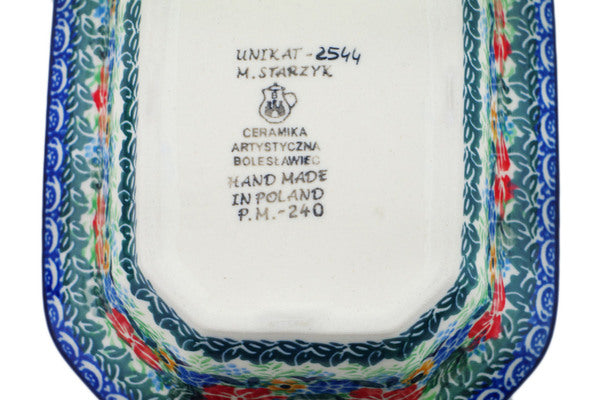 UNIKAT-2544
M. STARZYK
CERAMIKA
ARTYSTYCZNA
BOLESŁAWIEC
HAND MADE
IN POLAND
P.M.-240